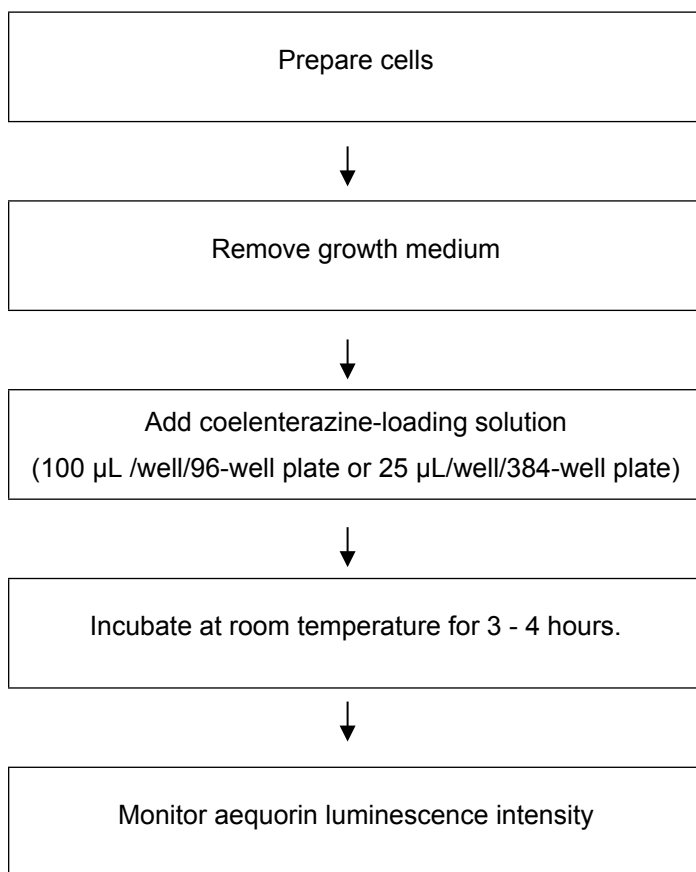 Prepare cells
Remove growth medium
Add coelenterazine-loading solution
(100 µL /well/96-well plate or 25 µL/well/384-well plate)
Incubate at room temperature for 3 - 4 hours.
Monitor aequorin luminescence intensity